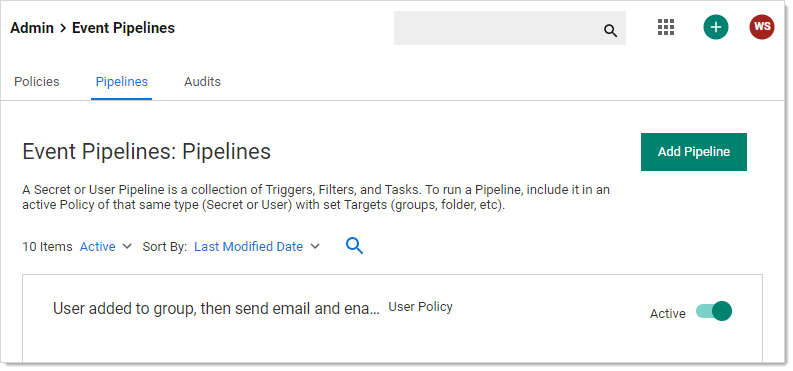 Admin > Event Pipelines
WS
Policies Pipelines Audits
Event Pipelines: Pipelines
Add Pipeline
A Secret or User Pipeline is a collection of Triggers, Filters, and Tasks. To run a Pipeline, include it in an
active Policy of that same type (Secret or User) with set Targets (groups, folder, etc).
10 Items Active Sort By: Last Modified Date
User added to group, then send email and ena... User Policy
Active